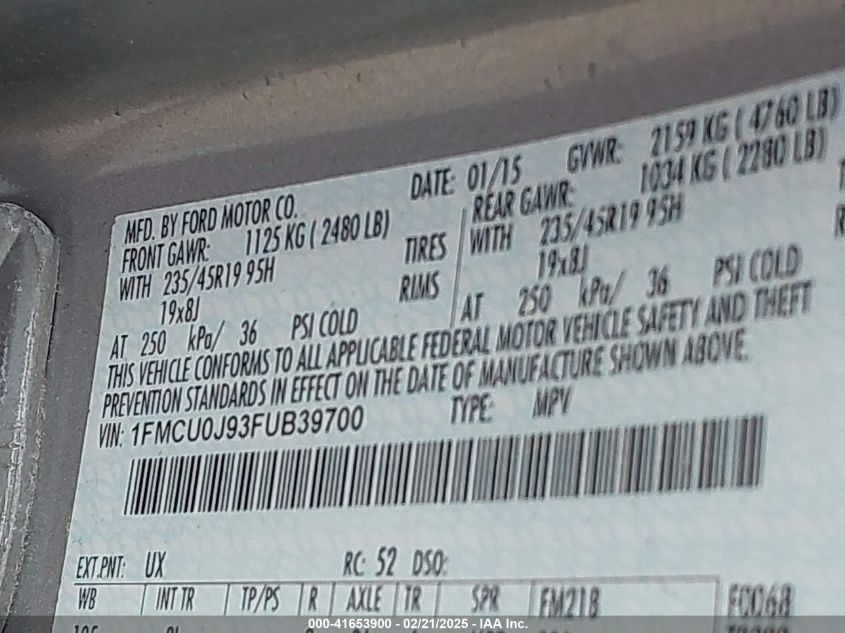 MFD. BY FORD MOTOR CO. DATE: 01/15 GVWR: 2159 KG ( 4760 LB)
FRONT GAWR: 1125 KG ( 2480 LB) REAR GAWR: 1034 KG ( 2280 LB)
WITH 235/45R19 95H TIRES WITH 235/45R19 95H
19x8J RIMS 19x8J
AT 250 kPa/ 36 PSI COLD AT 250 kPa/ 36 PSI COLD
THIS VEHICLE CONFORMS TO ALL APPLICABLE FEDERAL MOTOR VEHICLE SAFETY AND THEFT
PREVENTION STANDARDS IN EFFECT ON THE DATE OF MANUFACTURE SHOWN ABOVE.
VIN: 1FMCU0J93FUB39700 TYPE: MPV
EXT.PNT: UX RC: 52 DSO:
WB INT TR TP/PS R AXLE TR SPR FM218
000-41653900 - 02/21/2025 - IAA Inc.